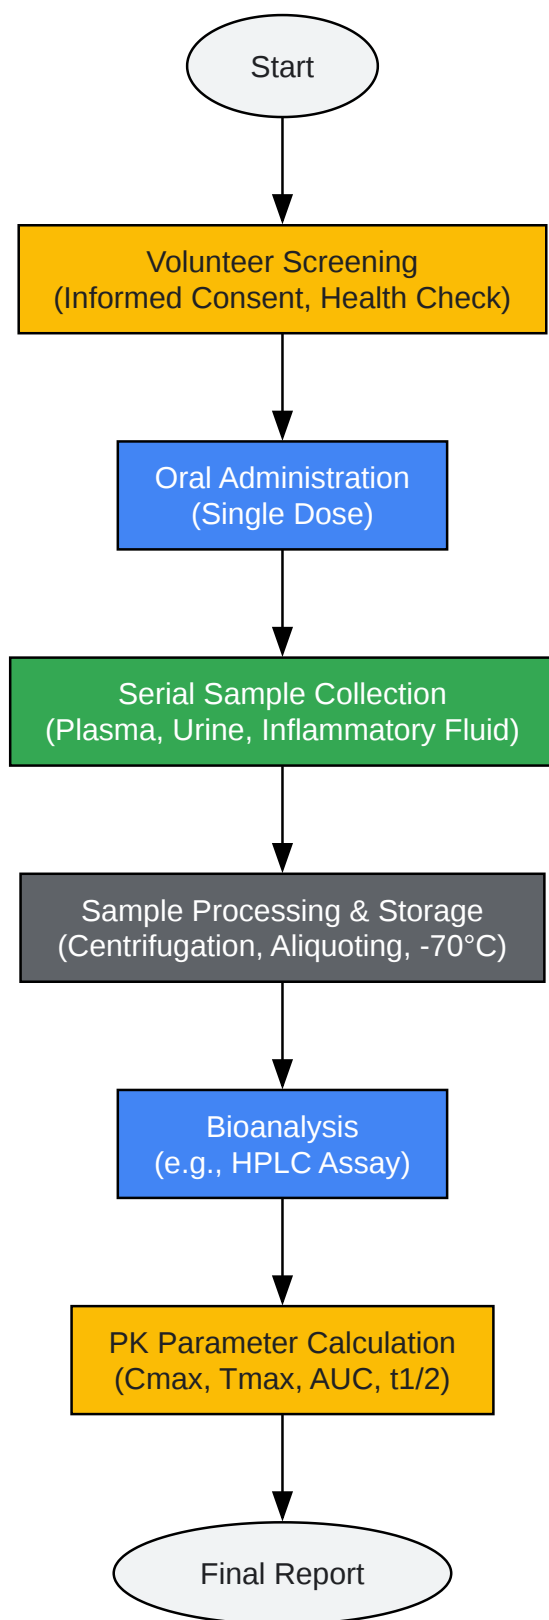 Start
Volunteer Screening
(Informed Consent, Health Check)
Oral Administration
(Single Dose)
Serial Sample Collection
(Plasma, Urine, Inflammatory Fluid)
Sample Processing & Storage
(Centrifugation, Aliquoting, -70°C)
Bioanalysis
(e.g., HPLC Assay)
PK Parameter Calculation
(Cmax, Tmax, AUC, t1/2)
Final Report